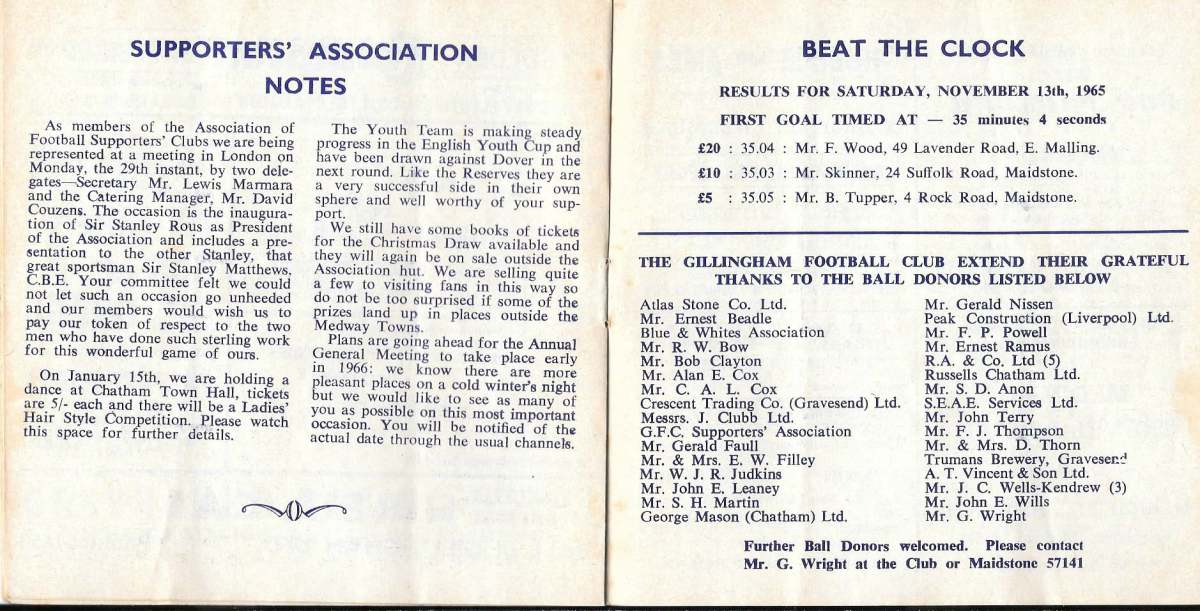 SUPPORTERS' ASSOCIATION
NOTES
As members of the Association of
Football Supporters' Clubs we are being
represented at a meeting in London on
Monday, the 29th instant, by two dele-
gates—Secretary Mr. Lewis Marmara
and the Catering Manager, Mr. David
Couzens. The occasion is the inaugura-
tion of Sir Stanley Rous as President
of the Association and includes a pre-
sentation to the other Stanley, that
great sportsman Sir Stanley Matthews,
C.B.E. Your committee felt we could
not let such an occasion go unheeded
and our members would wish us to
pay our token of respect to the two
men who have done such sterling work
for this wonderful game of ours.
On January 15th, we are holding a
dance at Chatham Town Hall, tickets
are 5/- each and there will be a Ladies'
Hair Style Competition. Please watch
this space for further details.
The Youth Team is making steady
progress in the English Youth Cup and
have been drawn against Dover in the
next round. Like the Reserves they are
a very successful side in their own
sphere and well worthy of your sup-
port.
We still have some books of tickets
for the Christmas Draw available and
they will again be on sale outside the
Association hut. We are selling quite
a few to visiting fans in this way so
do not be too surprised if some of the
prizes land up in places outside the
Medway Towns.
Plans are going ahead for the Annual
General Meeting to take place early
in 1966: we know there are more
pleasant places on a cold winter's night
but we would like to see as many of
you as possible on this most important
occasion. You will be notified of the
actual date through the usual channels.
BEAT THE CLOCK
RESULTS FOR SATURDAY, NOVEMBER 13th, 1965
FIRST GOAL TIMED AT — 35 minutes 4 seconds
£20 : 35.04 : Mr. F. Wood, 49 Lavender Road, E. Malling.
£10 : 35.03 : Mr. Skinner, 24 Suffolk Road, Maidstone.
£5 : 35.05 : Mr. B. Tupper, 4 Rock Road, Maidstone.
THE GILLINGHAM FOOTBALL CLUB EXTEND THEIR GRATEFUL
THANKS TO THE BALL DONORS LISTED BELOW
Atlas Stone Co. Ltd.
Mr. Ernest Beadle
Blue & Whites Association
Mr. R. W. Bow
Mr. Bob Clayton
Mr. Alan E. Cox
Mr. C. A. L. Cox
Crescent Trading Co. (Gravesend) Ltd.
Messrs. J. Clubb Ltd.
G.F.C. Supporters' Association
Mr. Gerald Faull
Mr. & Mrs. E. W. Filley
Mr. W. J. R. Judkins
Mr. John E. Leaney
Mr. S. H. Martin
George Mason (Chatham) Ltd.
Mr. Gerald Nissen
Peak Construction (Liverpool) Ltd.
Mr. F. P. Powell
Mr. Ernest Ramus
R.A. & Co. Ltd (5)
Russells Chatham Ltd.
Mr. S. D. Anon
S.E.A.E. Services Ltd.
Mr. John Terry
Mr. F. J. Thompson
Mr. & Mrs. D. Thorn
Trumans Brewery, Gravesend
A. T. Vincent & Son Ltd.
Mr. J. C. Wells-Kendrew (3)
Mr. John E. Wills
Mr. G. Wright
Further Ball Donors welcomed. Please contact
Mr. G. Wright at the Club or Maidstone 57141